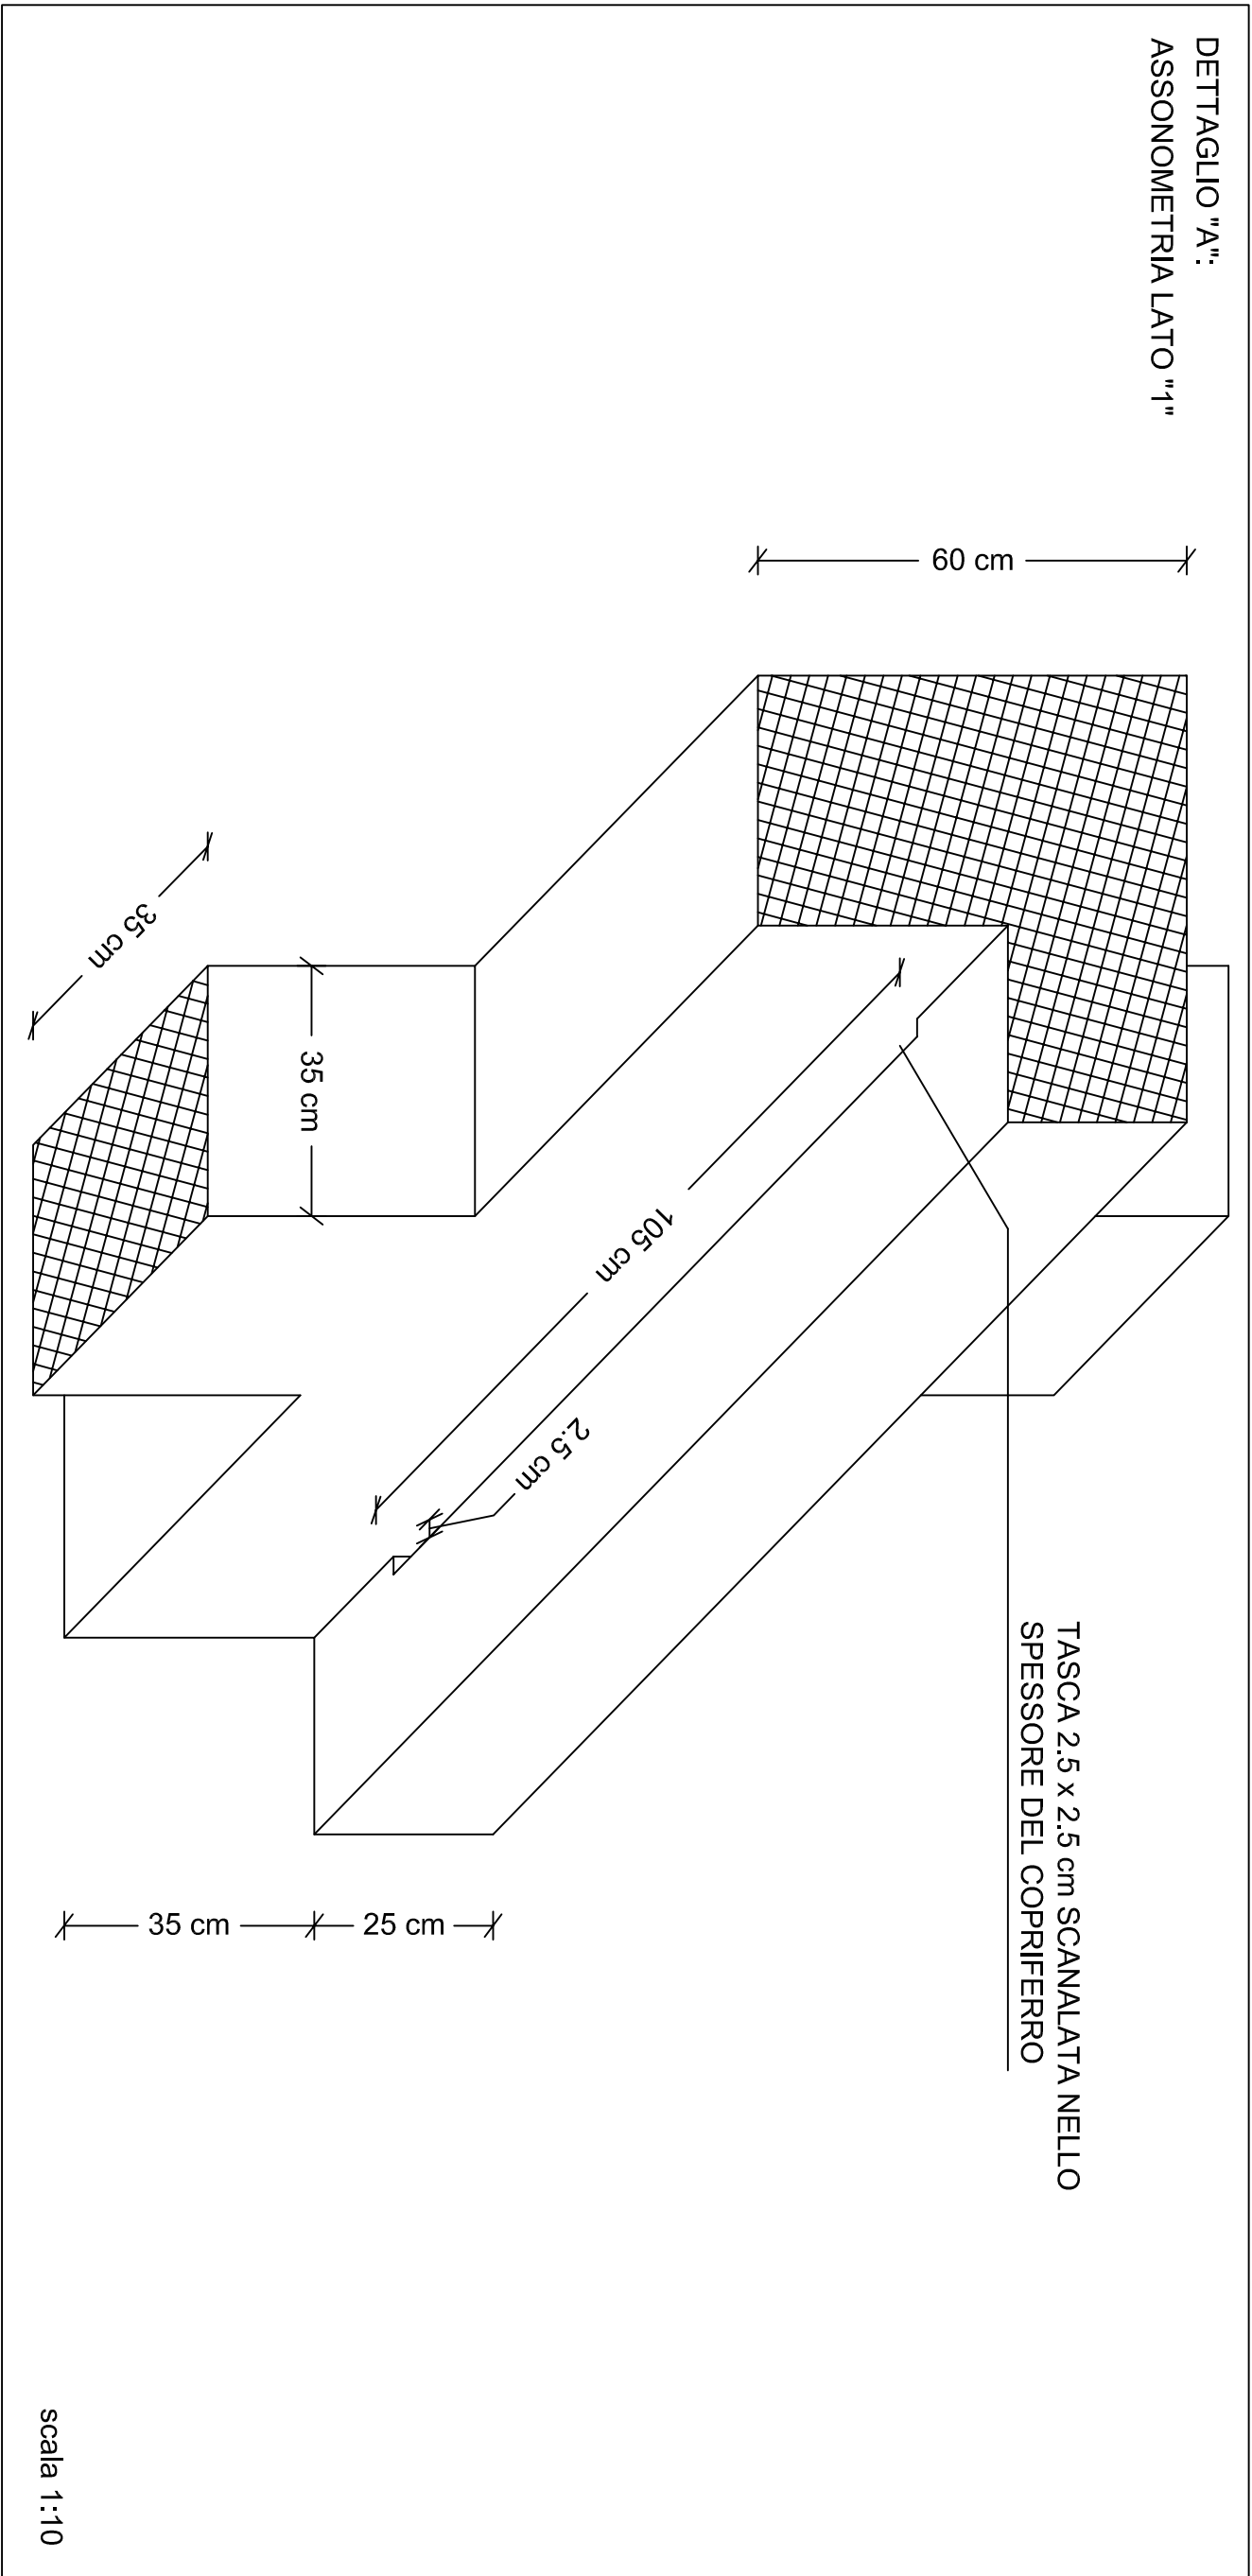 DETTAGLIO "A":
ASSONOMETRIA LATO "1"
60 cm
35 cm
35 cm
105 cm
2.5 cm
TASCA 2.5 x 2.5 cm SCANALATA NELLO
SPESSORE DEL COPRIFERRO
35 cm
25 cm
scala 1:10